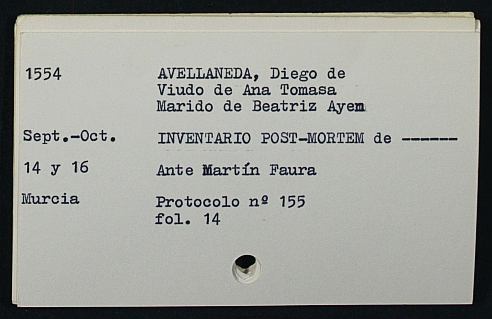 1554 AVELLANEDA, Diego de
Viudo de Ana Tomasa
Marido de Beatriz Ayem
Sept.-Oct. INVENTARIO POST-MORTEM de ------
14 y 16 Ante Martín Faura
Murcia Protocolo nº 155
fol. 14